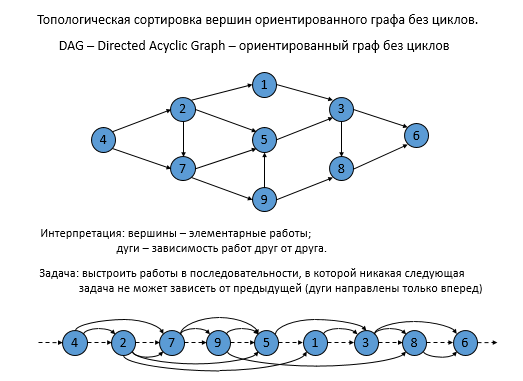 Топологическая сортировка вершин ориентированного графа без циклов.
DAG – Directed Acyclic Graph – ориентированный граф без циклов
1
2
3
4
5
6
7
8
9
Интерпретация: вершины – элементарные работы;
дуги – зависимость работ друг от друга.
Задача: выстроить работы в последовательности, в которой никакая следующая
задача не может зависеть от предыдущей (дуги направлены только вперед)
4 2 7 9 5 1 3 8 6